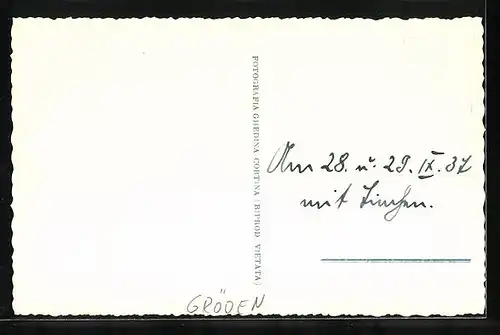 FOTOGRAFIA GHEDINA-CORTINA (RIPROD. VIETATA)
Am 28. u. 29. IX. 37
mit
GRÖDEN